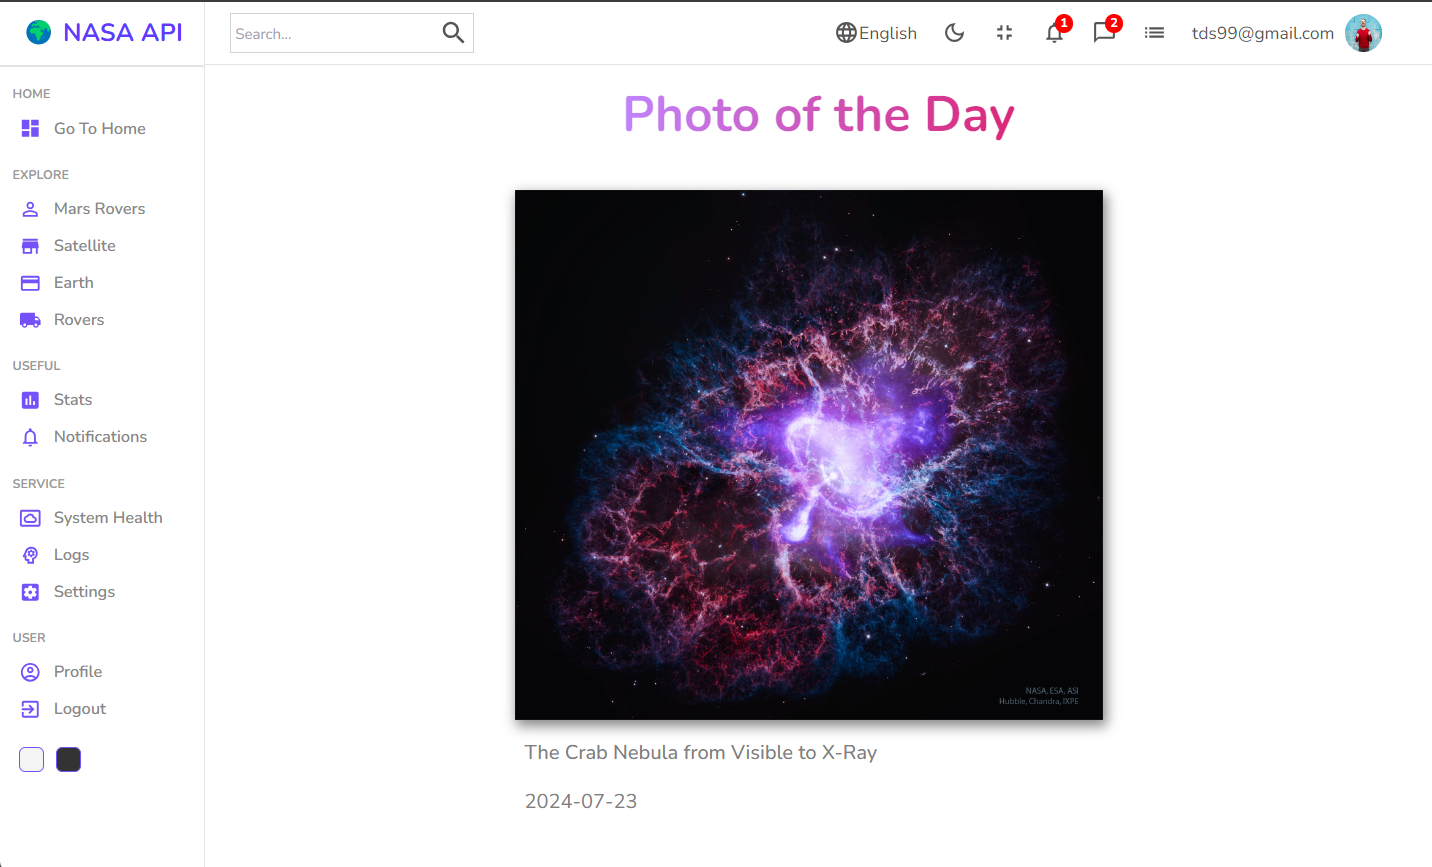 NASA API
Search...
English
1
2
tds99@gmail.com
HOME
Go To Home
EXPLORE
Mars Rovers
Satellite
Earth
Rovers
USEFUL
Stats
Notifications
SERVICE
System Health
Logs
Settings
USER
Profile
Logout
Photo of the Day
NASA, ESA, ASI
Hubble, Chandra, IXPE
The Crab Nebula from Visible to X-Ray
2024-07-23